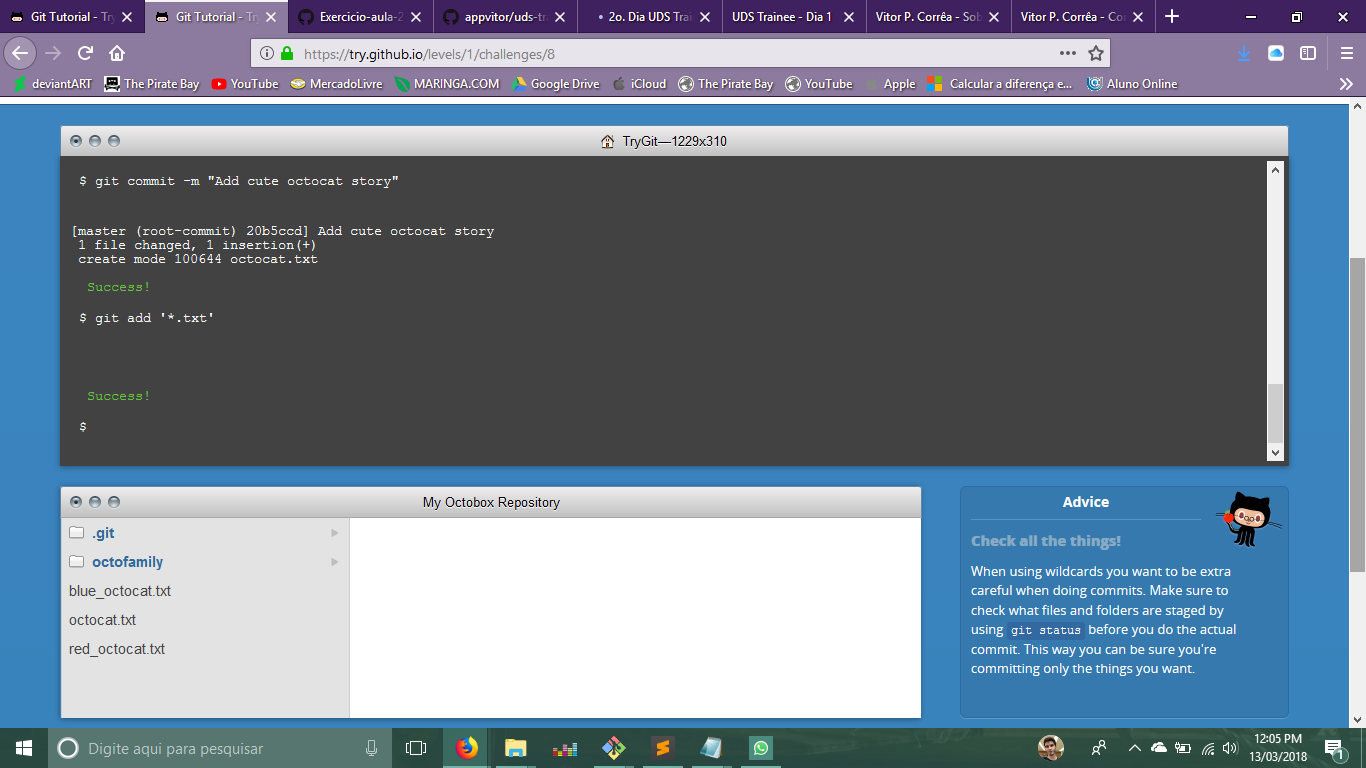 Git Tutorial - Try
Git Tutorial - Try
Exercicio-aula-2
appvitor/uds-tra
2o. Dia UDS Trai
UDS Trainee - Dia 1
Vitor P. Corrêa - Sob
Vitor P. Corrêa - Con
https://try.github.io/levels/1/challenges/8
deviantART
The Pirate Bay
YouTube
MercadoLivre
MARINGA.COM
Google Drive
iCloud
The Pirate Bay
YouTube
Apple
Calcular a diferença e...
Aluno Online
TryGit—1229x310
$ git commit -m "Add cute octocat story"
[master (root-commit) 20b5ccd] Add cute octocat story
1 file changed, 1 insertion(+)
create mode 100644 octocat.txt
Success!
$ git add '*.txt'
Success!
$
My Octobox Repository
.git
octofamily
blue_octocat.txt
octocat.txt
red_octocat.txt
Advice
Check all the things!
When using wildcards you want to be extra
careful when doing commits. Make sure to
check what files and folders are staged by
using git status before you do the actual
commit. This way you can be sure you're
committing only the things you want.
Digite aqui para pesquisar
12:05 PM
13/03/2018
1